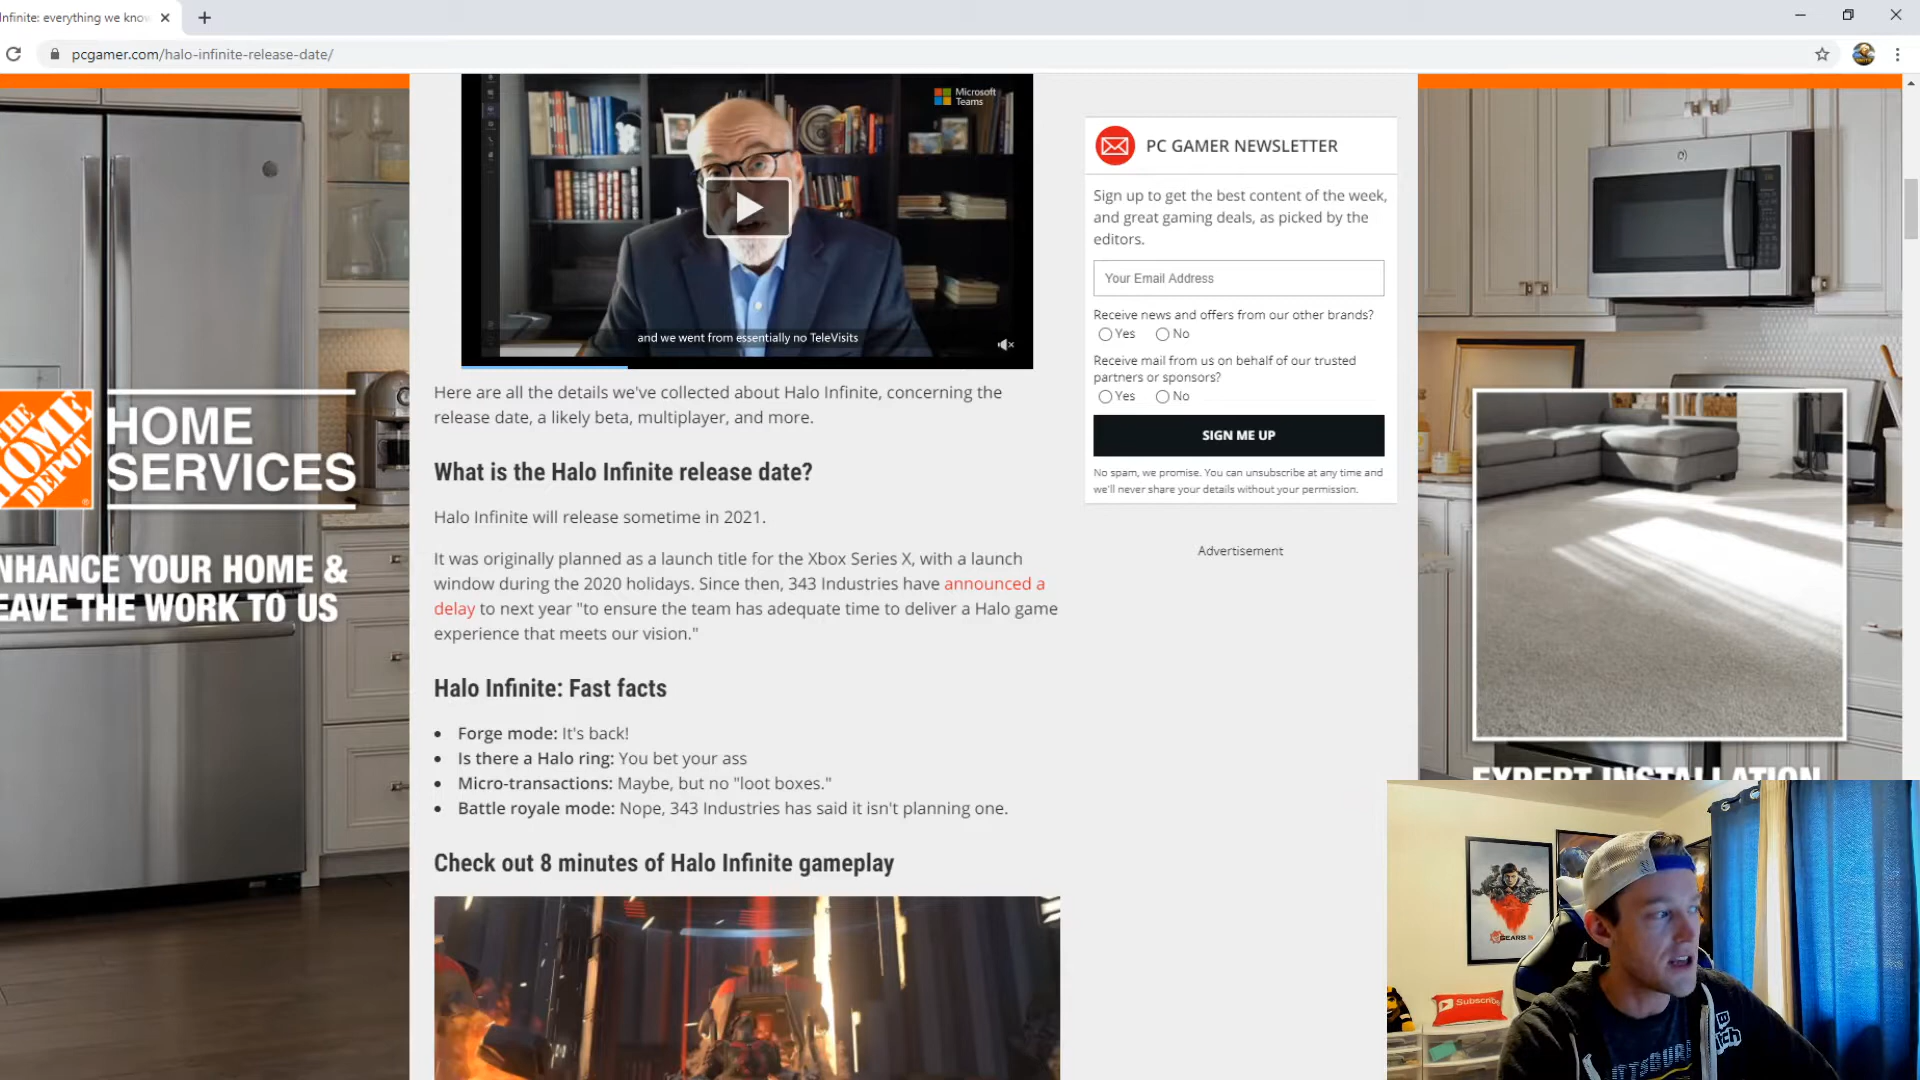 Infinite: everything we kno
pcgamer.com/halo-infinite-release-date/
Microsoft
Teams
and we went from essentially no TeleVisits
Here are all the details we've collected about Halo Infinite, concerning the
release date, a likely beta, multiplayer, and more.
What is the Halo Infinite release date?
Halo Infinite will release sometime in 2021.
It was originally planned as a launch title for the Xbox Series X, with a launch
window during the 2020 holidays. Since then, 343 Industries have announced a
delay to next year "to ensure the team has adequate time to deliver a Halo game
experience that meets our vision."
Halo Infinite: Fast facts
• Forge mode: It's back!
• Is there a Halo ring: You bet your ass
• Micro-transactions: Maybe, but no "loot boxes."
• Battle royale mode: Nope, 343 Industries has said it isn't planning one.
Check out 8 minutes of Halo Infinite gameplay
PC GAMER NEWSLETTER
Sign up to get the best content of the week,
and great gaming deals, as picked by the
editors.
Your Email Address
Receive news and offers from our other brands?
Yes No
Receive mail from us on behalf of our trusted
partners or sponsors?
Yes No
SIGN ME UP
No spam, we promise. You can unsubscribe at any time and
we'll never share your details without your permission.
Advertisement
THE
HOME
DEPOT
HOME
SERVICES
NHANCE YOUR HOME &
EAVE THE WORK TO US
EXPERT INSTALLATION
GEARS 5
Subscribe